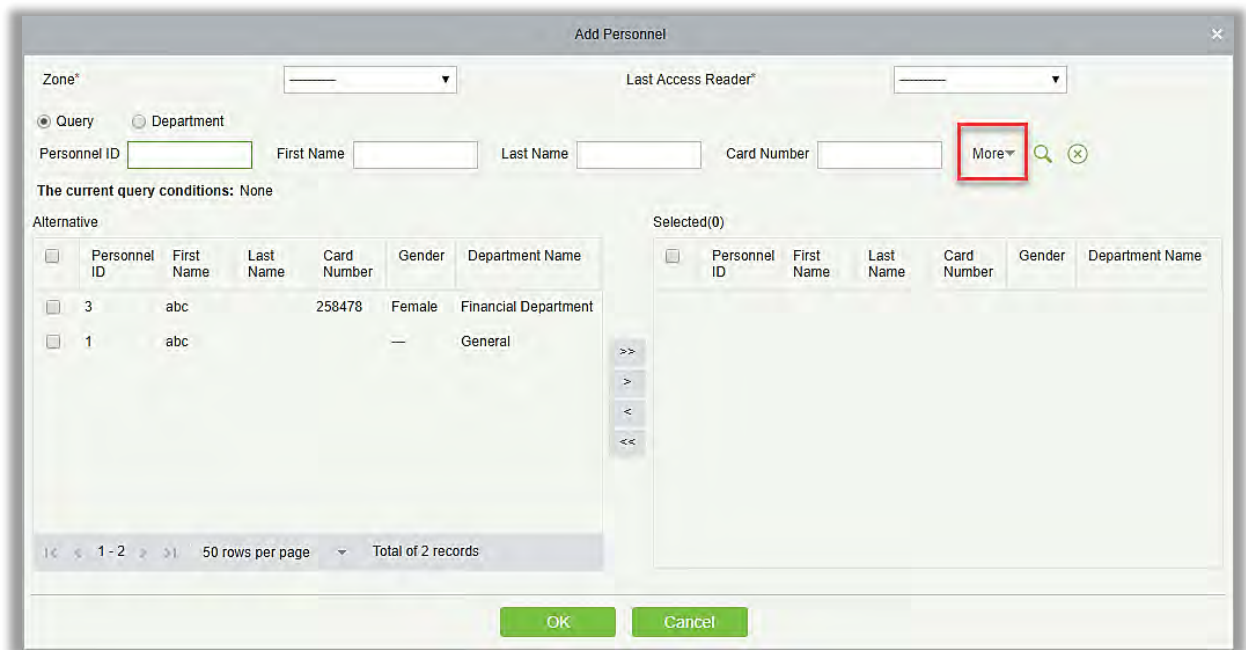 Add Personnel ×
Zone* ---------- ▼ Last Access Reader* ---------- ▼
Query Department
Personnel ID First Name Last Name Card Number More▾
The current query conditions: None
Alternative Selected(0)
Personnel ID First Name Last Name Card Number Gender Department Name Personnel ID First Name Last Name Card Number Gender Department Name
3 abc 258478 Female Financial Department
1 abc — General
>>
>
<
<<
1 - 2 50 rows per page Total of 2 records
OK Cancel